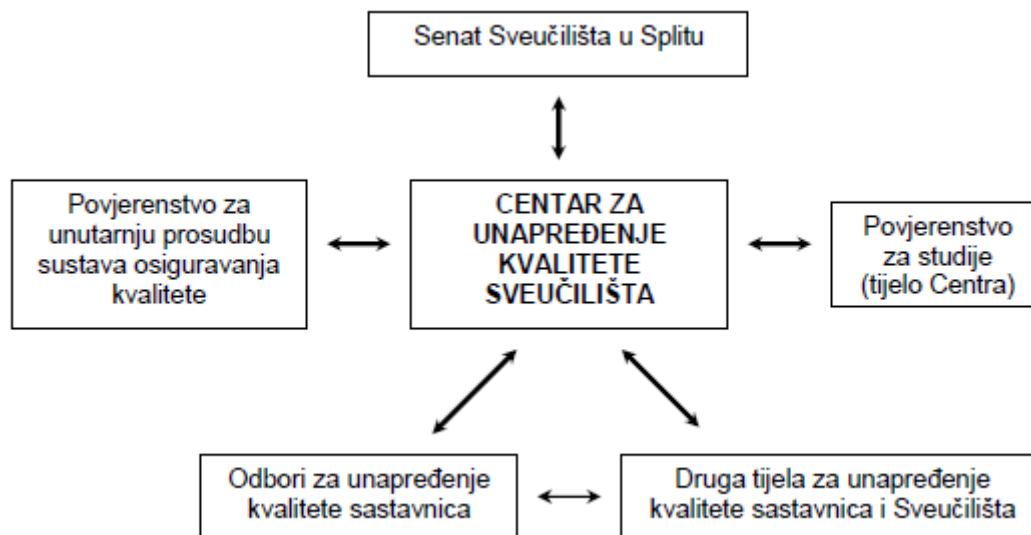 Senat Sveučilišta u Splitu
Povjerenstvo za
unutarnju prosudbu
sustava osiguravanja
kvalitete
CENTAR ZA
UNAPREĐENJE
KVALITETE
SVEUČILIŠTA
Povjerenstvo
za studije
(tijelo Centra)
Odbori za unapređenje
kvalitete sastavnica
Druga tijela za unapređenje
kvalitete sastavnica i Sveučilišta